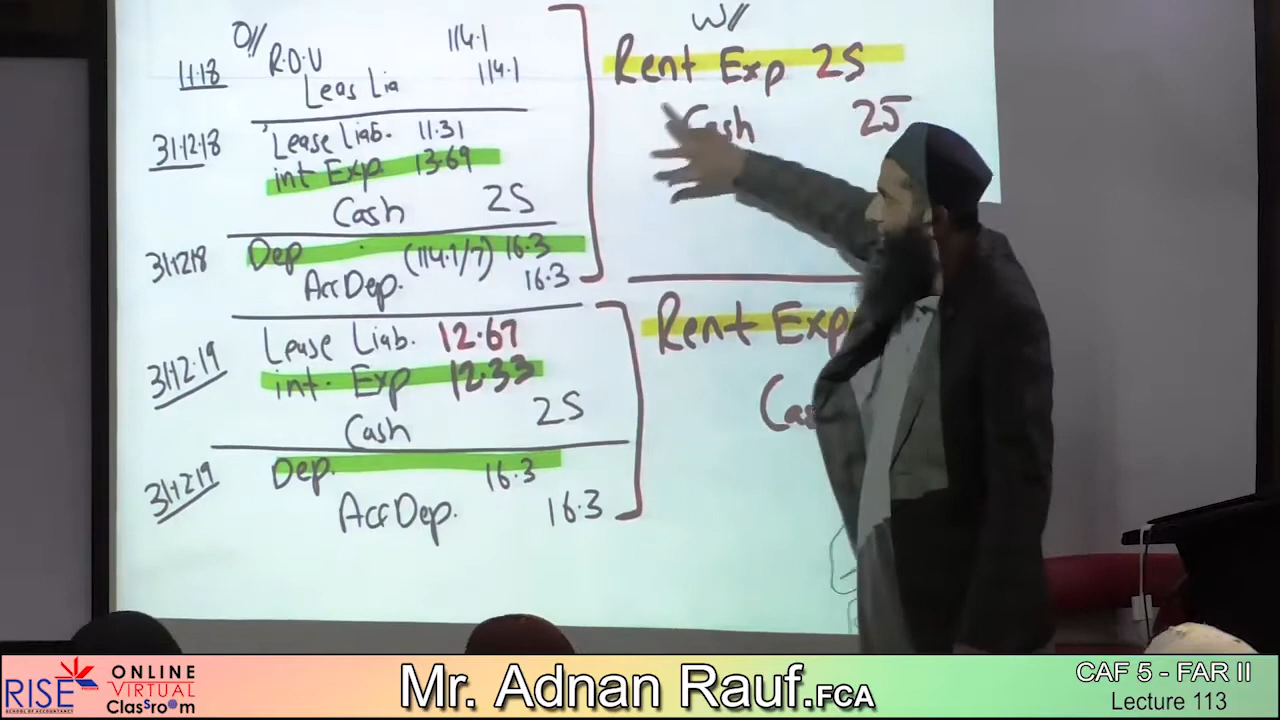 O//
1.1.18 R.O.U 114.1
Leas Lia 114.1
31.12.18 Lease Liab. 11.31
int Exp. 13.69
Cash 25
31.12.18 Dep (114.1/7) 16.3
Acc Dep. 16.3
31.12.19 Lease Liab. 12.67
int. Exp 12.33
Cash 25
31.12.19 Dep. 16.3
Acc Dep. 16.3
W//
Rent Exp 25
Cash 25
Rent Exp
Cas
RISE
SCHOOL OF ACCOUNTANCY
ONLINE
VIRTUAL
ClasSroom
Mr. Adnan Rauf.FCA
CAF 5 - FAR II
Lecture 113